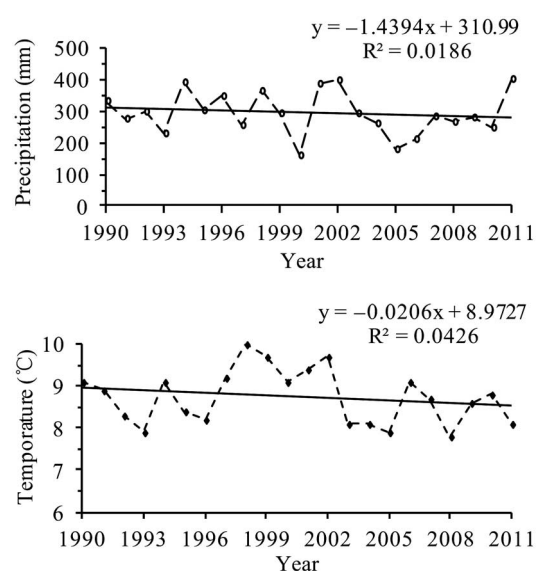 y = –1.4394x + 310.99
R² = 0.0186
Precipitation (mm)
500
400
300
200
100
0
1990 1993 1996 1999 2002 2005 2008 2011
Year
y = –0.0206x + 8.9727
R² = 0.0426
Temporature (℃)
10
9
8
7
6
1990 1993 1996 1999 2002 2005 2008 2011
Year